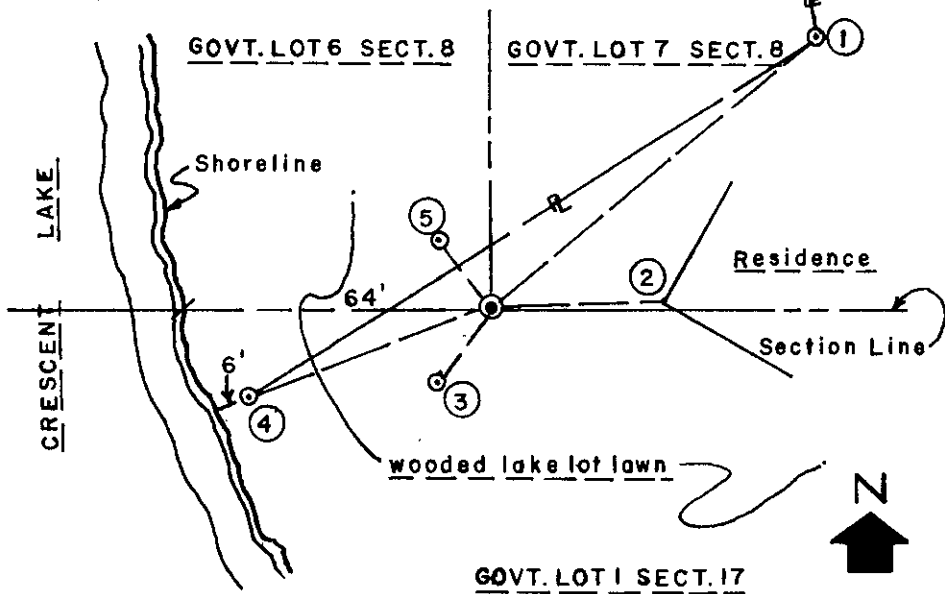 GOVT. LOT 6 SECT. 8
GOVT. LOT 7 SECT. 8
1
Shoreline
CRESCENT LAKE
5
2
Residence
64'
Section Line
6'
4
3
wooded lake lot lawn
N
GOVT. LOT 1 SECT. 17